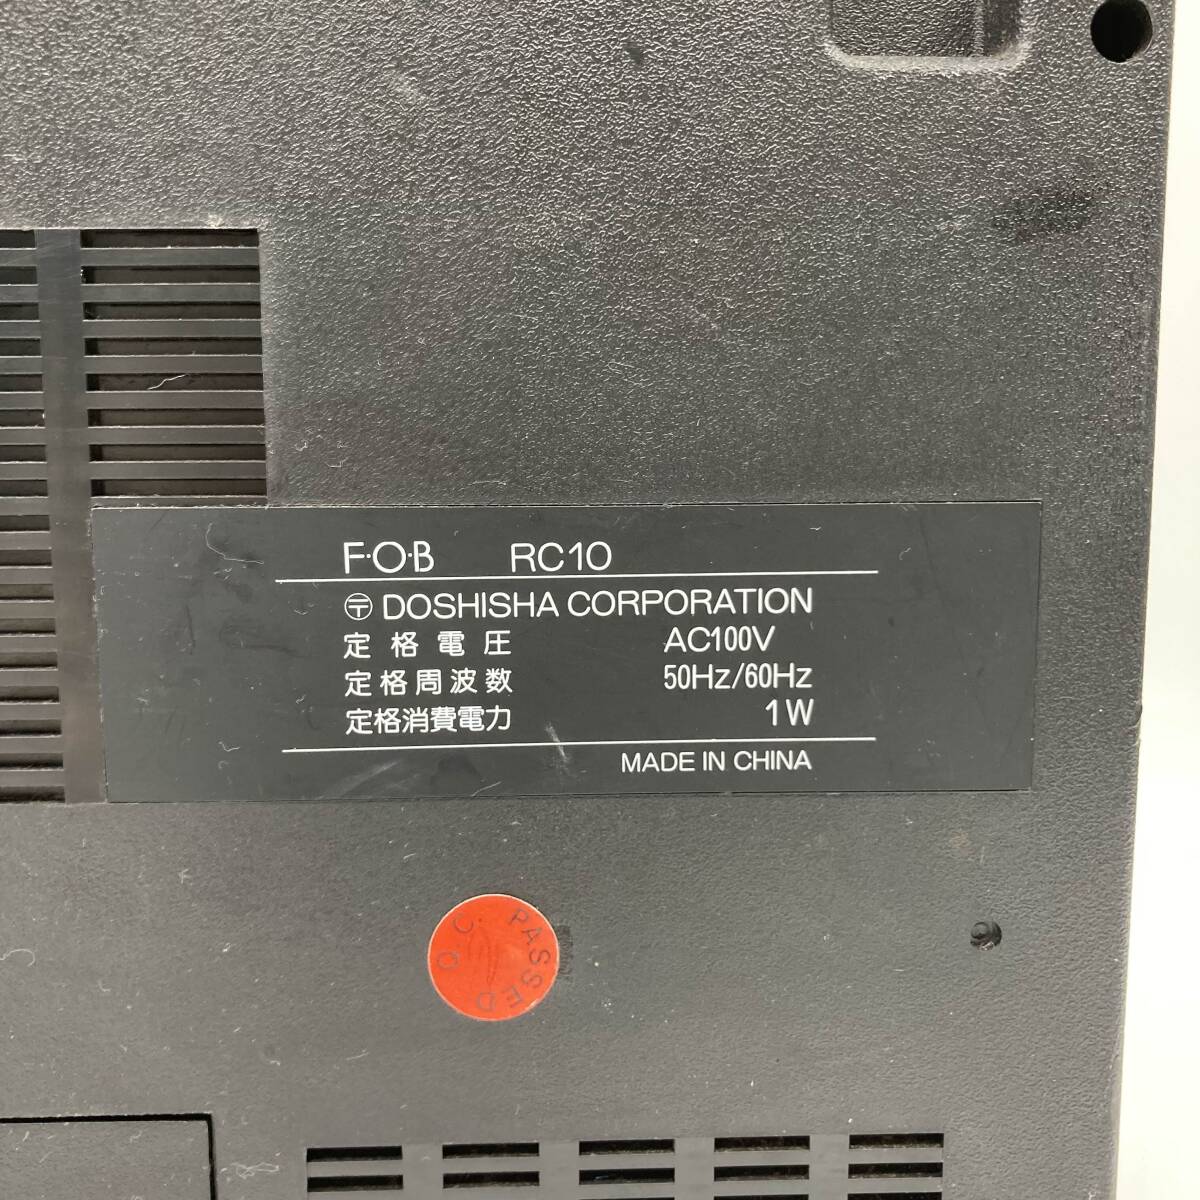 F·O·B RC10
〶 DOSHISHA CORPORATION
定格電圧 AC100V
定格周波数 50Hz/60Hz
定格消費電力 1W
MADE IN CHINA
Q.C. PASSED